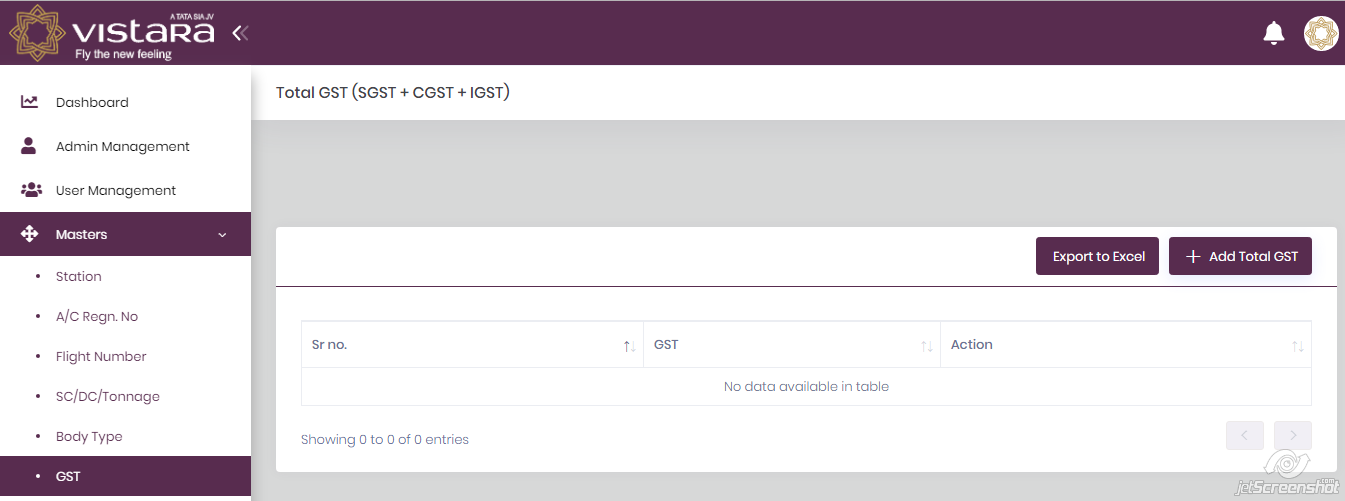 A TATA SIA JV
VISTARA
Fly the new feeling
Total GST (SGST + CGST + IGST)
Dashboard
Admin Management
User Management
Masters
Station
A/C Regn. No
Flight Number
SC/DC/Tonnage
Body Type
GST
Export to Excel
+ Add Total GST
Sr no. GST Action
No data available in table
Showing 0 to 0 of 0 entries
jetScreenshot.com